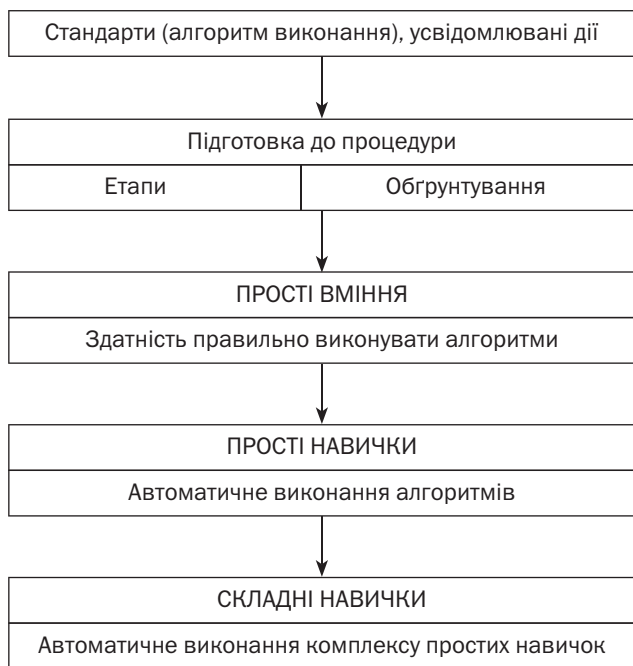 Стандарти (алгоритм виконання), усвідомлювані дії
Підготовка до процедури
Етапи
Обґрунтування
ПРОСТІ ВМІННЯ
Здатність правильно виконувати алгоритми
ПРОСТІ НАВИЧКИ
Автоматичне виконання алгоритмів
СКЛАДНІ НАВИЧКИ
Автоматичне виконання комплексу простих навичок